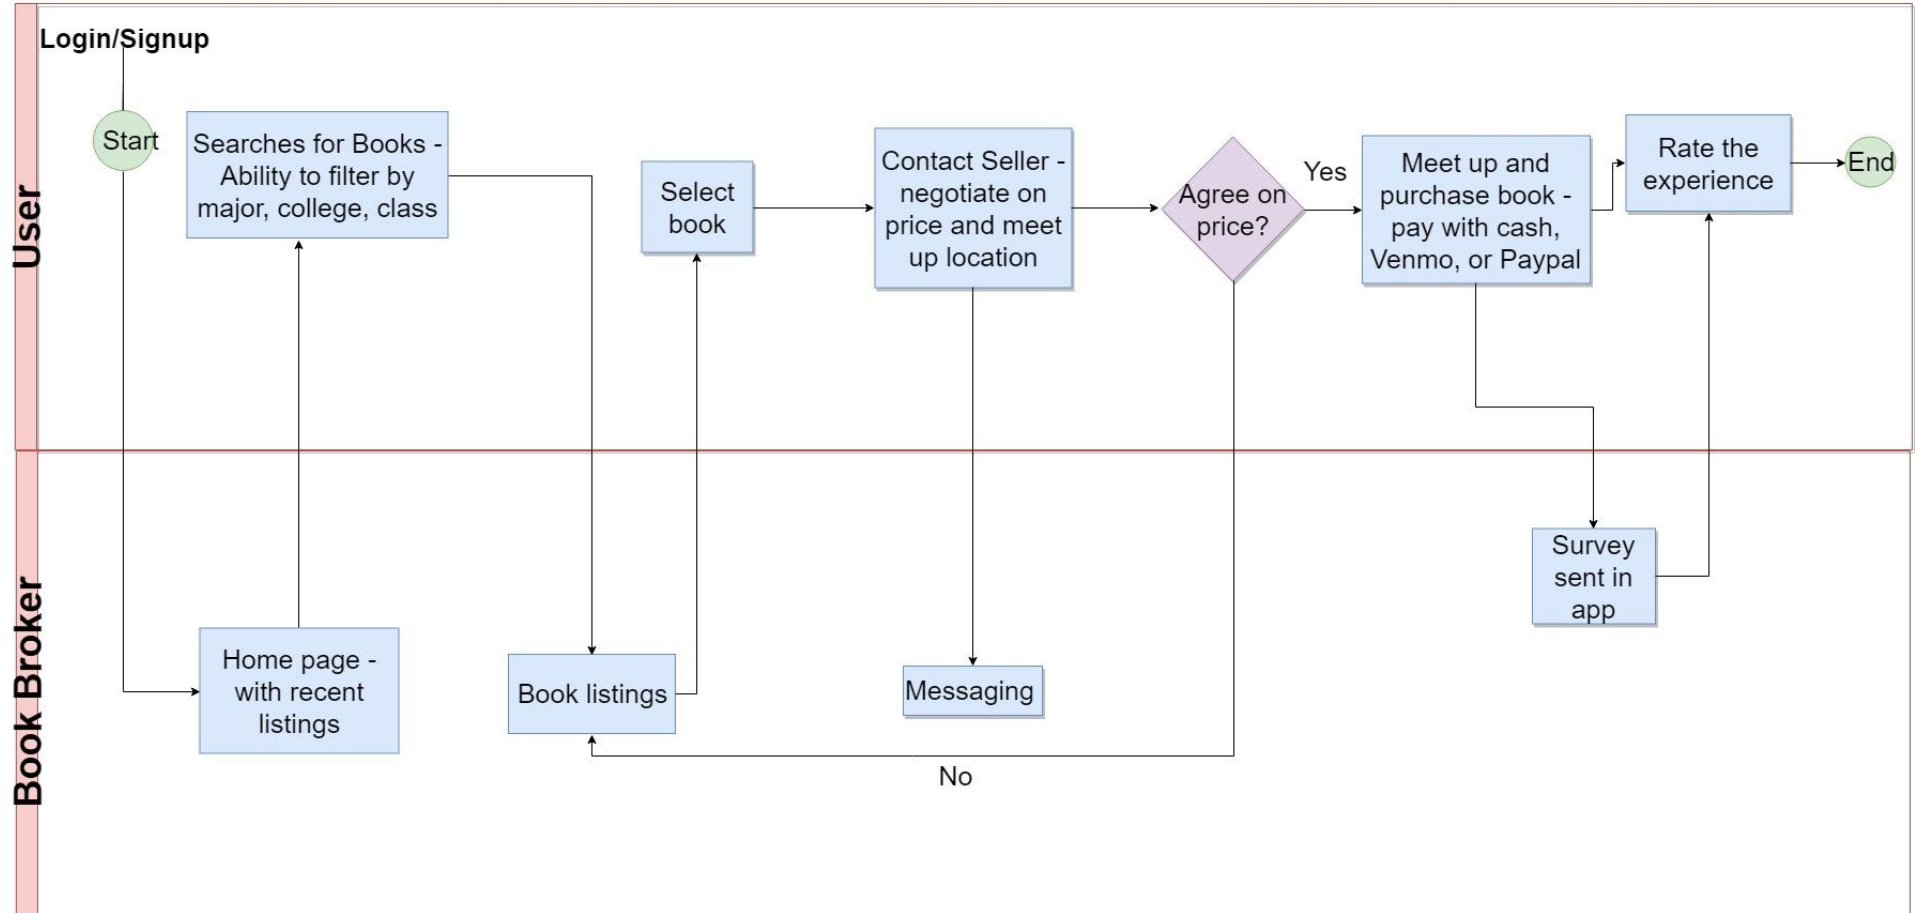 Login/Signup
User
Start
Searches for Books -
Ability to filter by
major, college, class
Select
book
Contact Seller -
negotiate on
price and meet
up location
Agree on
price?
Yes
Meet up and
purchase book -
pay with cash,
Venmo, or Paypal
Rate the
experience
End
Book Broker
Home page -
with recent
listings
Book listings
Messaging
No
Survey
sent in
app